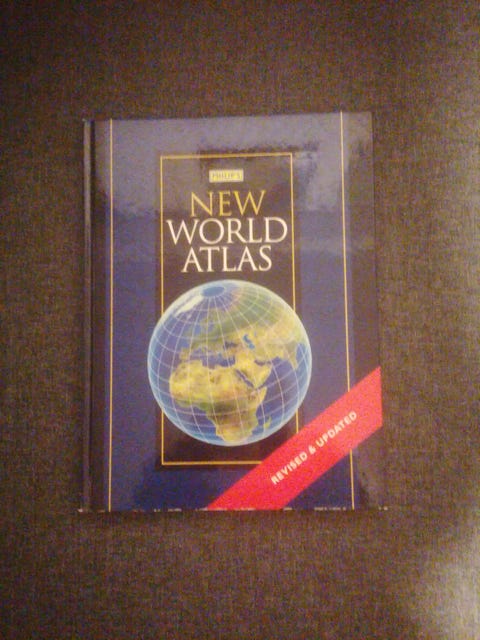 PHILIP'S
NEW
WORLD
ATLAS
REVISED & UPDATED